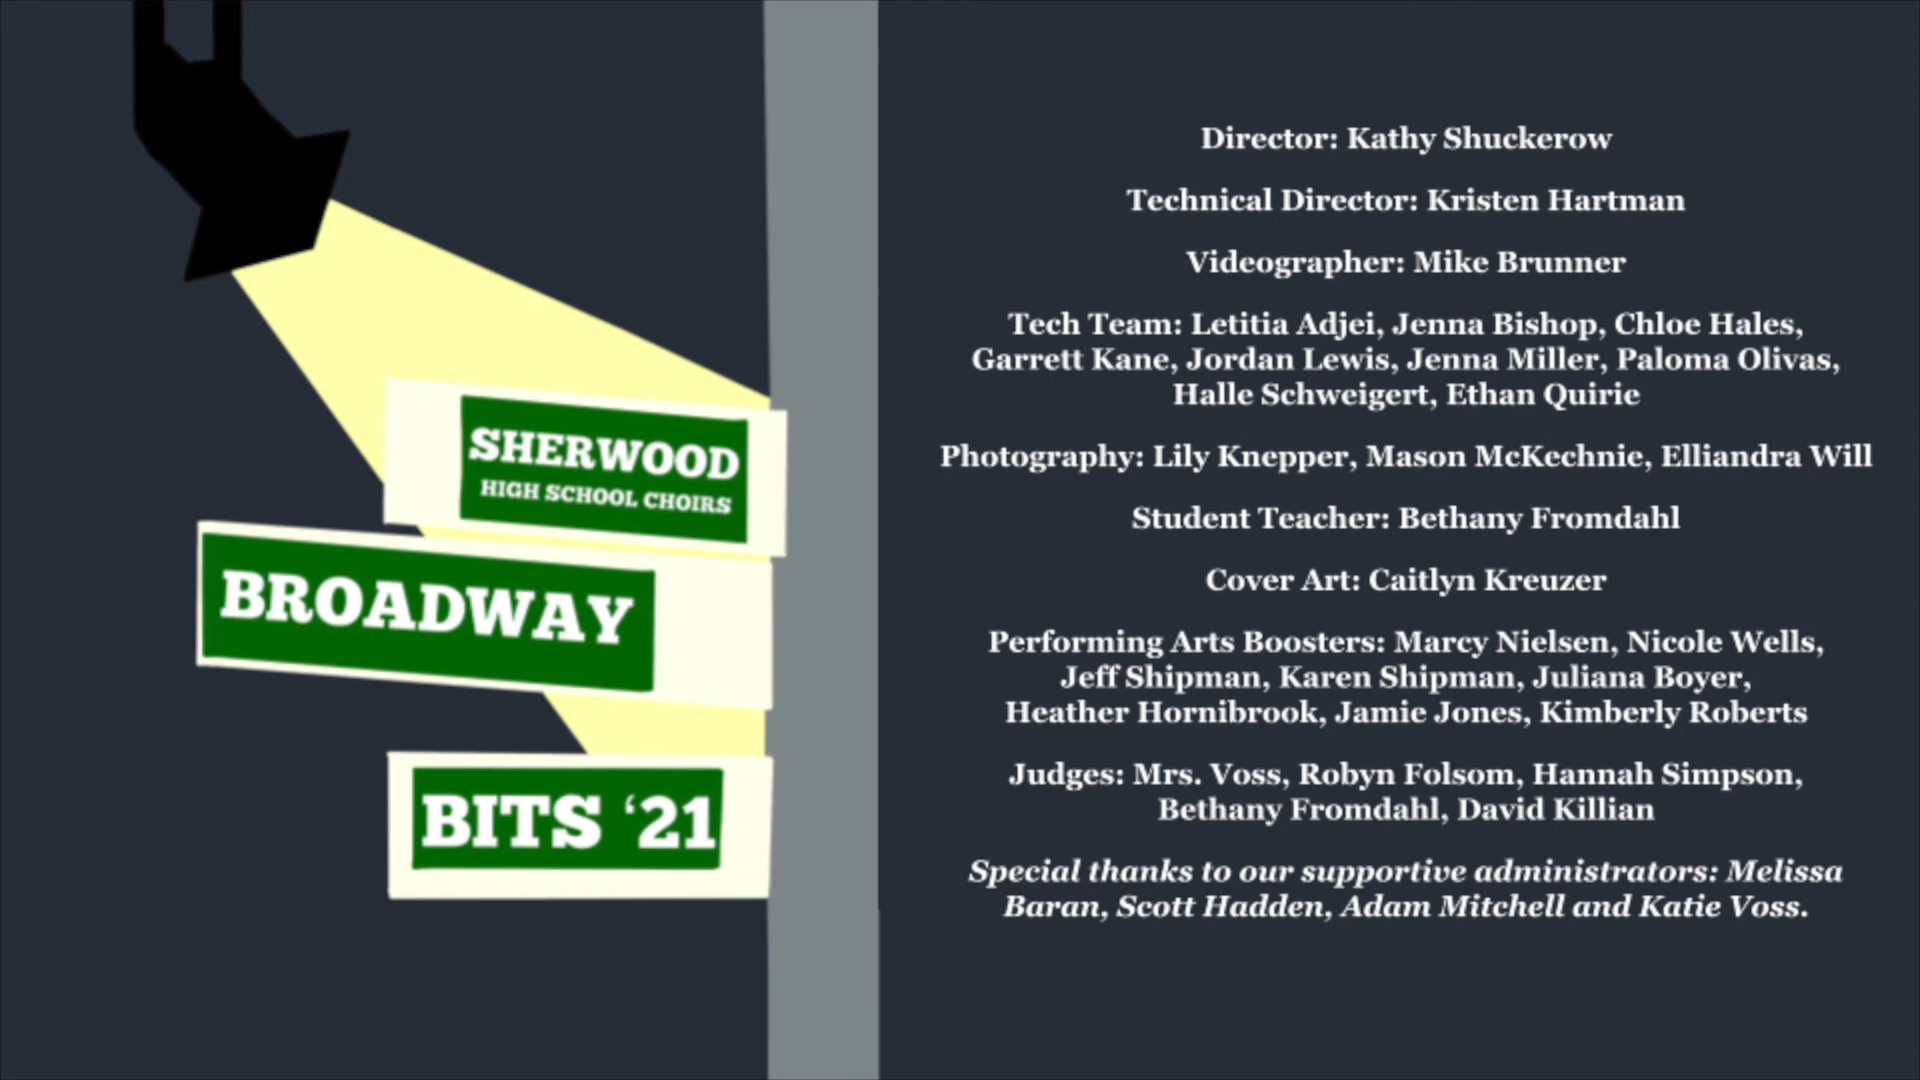 SHERWOOD
HIGH SCHOOL CHOIRS
BROADWAY
BITS ‘21
Director: Kathy Shuckerow
Technical Director: Kristen Hartman
Videographer: Mike Brunner
Tech Team: Letitia Adjei, Jenna Bishop, Chloe Hales,
Garrett Kane, Jordan Lewis, Jenna Miller, Paloma Olivas,
Halle Schweigert, Ethan Quirie
Photography: Lily Knepper, Mason McKechnie, Elliandra Will
Student Teacher: Bethany Fromdahl
Cover Art: Caitlyn Kreuzer
Performing Arts Boosters: Marcy Nielsen, Nicole Wells,
Jeff Shipman, Karen Shipman, Juliana Boyer,
Heather Hornibrook, Jamie Jones, Kimberly Roberts
Judges: Mrs. Voss, Robyn Folsom, Hannah Simpson,
Bethany Fromdahl, David Killian
Special thanks to our supportive administrators: Melissa
Baran, Scott Hadden, Adam Mitchell and Katie Voss.